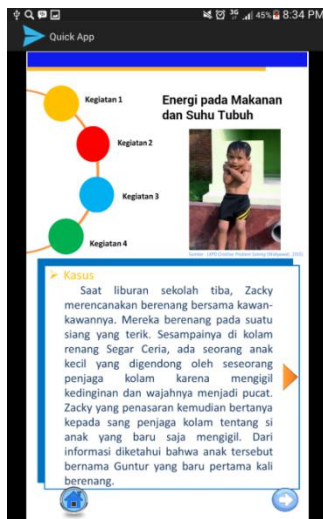 3G 45% 8:34 PM
Quick App
Kegiatan 1
Kegiatan 2
Kegiatan 3
Kegiatan 4
Energi pada Makanan
dan Suhu Tubuh
Kasus
Saat liburan sekolah tiba, Zacky
merencanakan berenang bersama kawan-
kawannya. Mereka berenang pada suatu
siang yang terik. Sesampainya di kolam
renang Segar Ceria, ada seorang anak
kecil yang digendong oleh seseorang
penjaga kolam karena mengigil
kedinginan dan wajahnya menjadi pucat.
Zacky yang penasaran kemudian bertanya
kepada sang penjaga kolam tentang si
anak yang baru saja mengigil. Dari
informasi diketahui bahwa anak tersebut
bernama Guntur yang baru pertama kali
berenang.